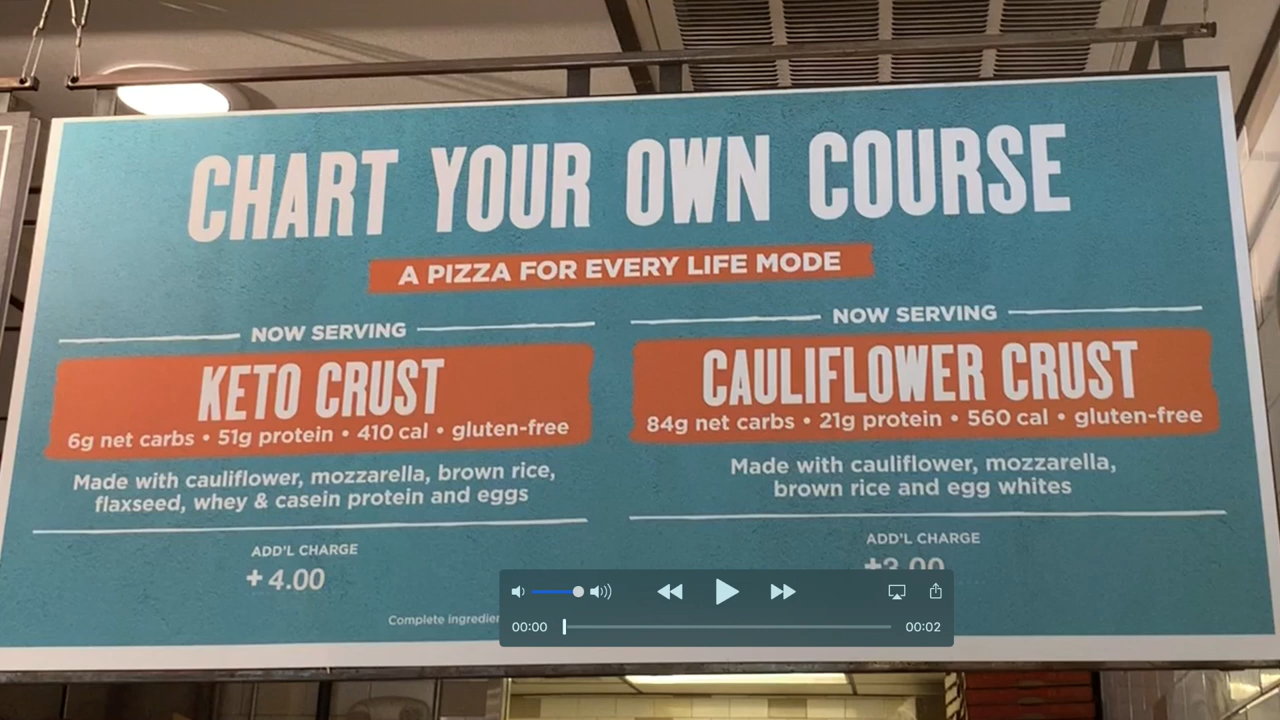 CHART YOUR OWN COURSE
A PIZZA FOR EVERY LIFE MODE
NOW SERVING
KETO CRUST
6g net carbs • 51g protein • 410 cal • gluten-free
Made with cauliflower, mozzarella, brown rice,
flaxseed, whey & casein protein and eggs
ADD'L CHARGE
+ 4.00
NOW SERVING
CAULIFLOWER CRUST
84g net carbs • 21g protein • 560 cal • gluten-free
Made with cauliflower, mozzarella,
brown rice and egg whites
ADD'L CHARGE
+3.00
Complete
00:00
00:02